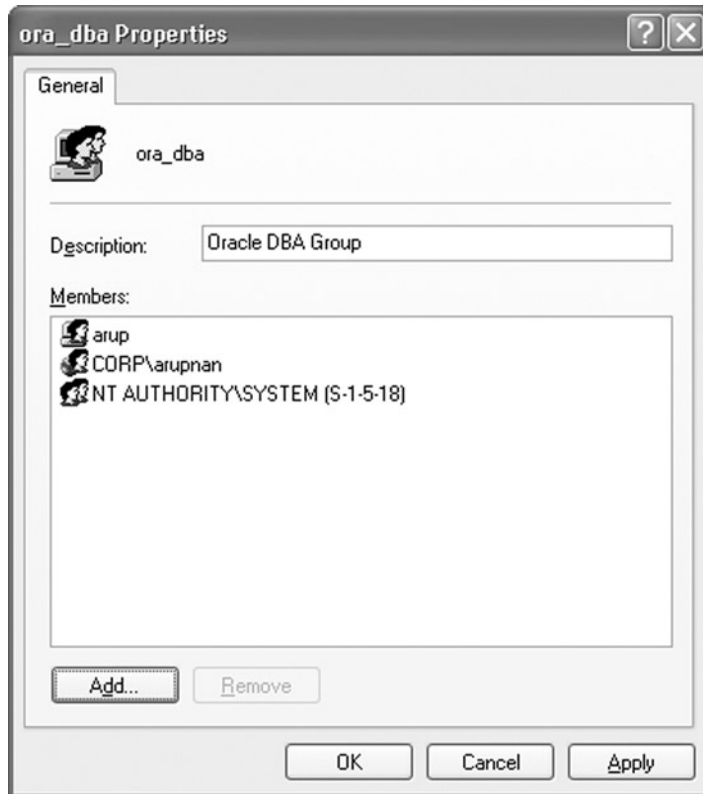 ora_dba Properties
General
ora_dba
Description: Oracle DBA Group
Members:
arup
CORP\arupnan
NT AUTHORITY\SYSTEM (S-1-5-18)
Add... Remove
OK Cancel Apply